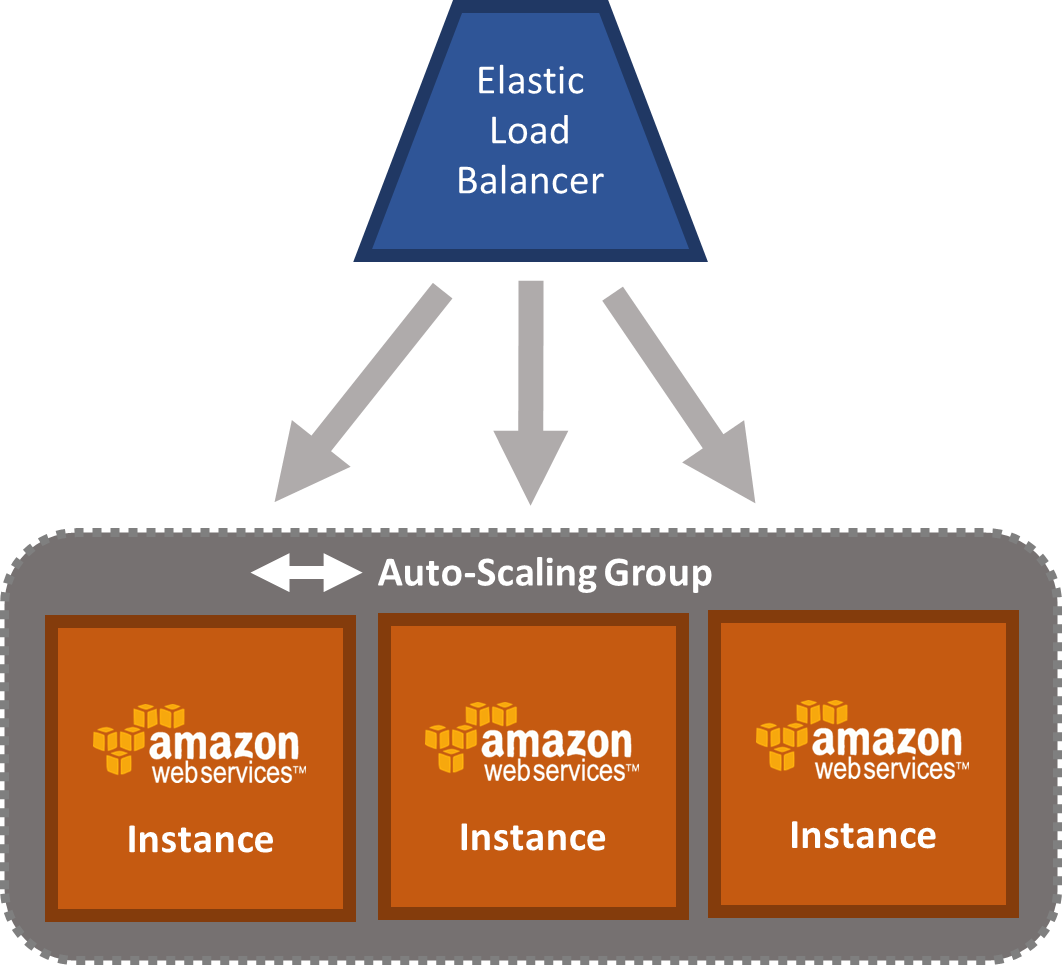 Elastic
Load
Balancer
Auto-Scaling Group
amazon
webservices™
Instance
amazon
webservices™
Instance
amazon
webservices™
Instance